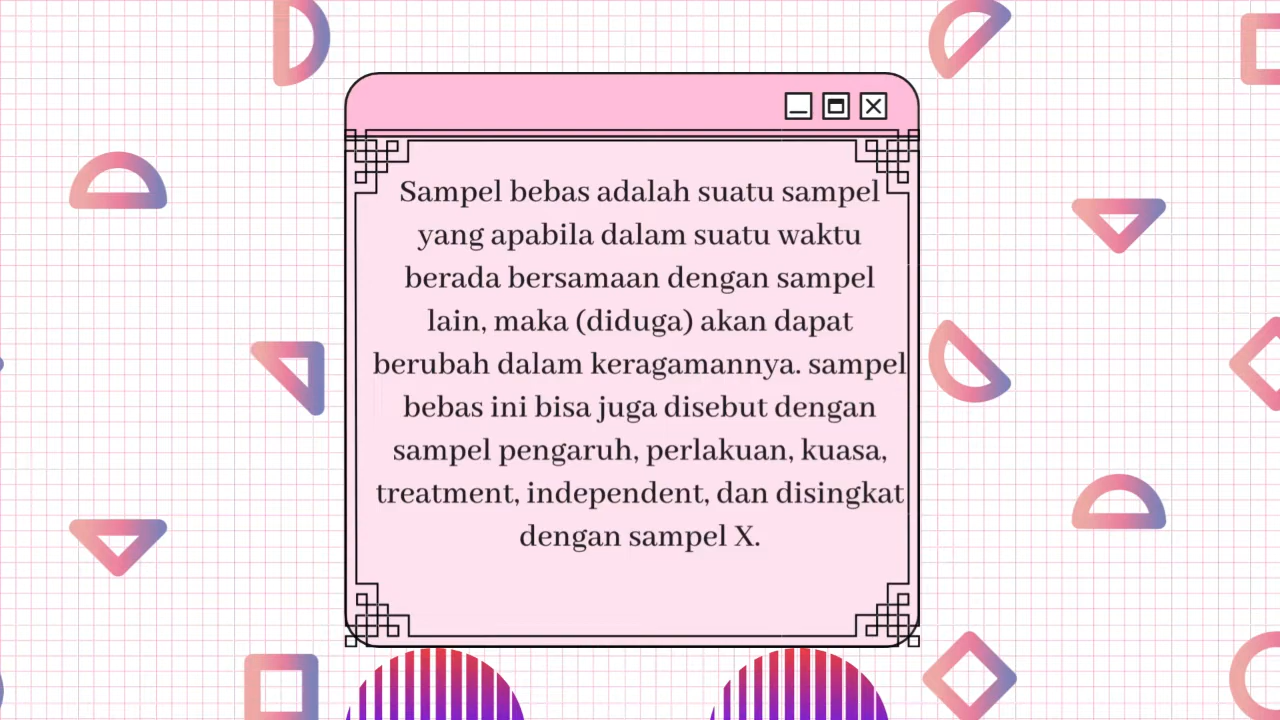 Sampel bebas adalah suatu sampel
yang apabila dalam suatu waktu
berada bersamaan dengan sampel
lain, maka (diduga) akan dapat
berubah dalam keragamannya. sampel
bebas ini bisa juga disebut dengan
sampel pengaruh, perlakuan, kuasa,
treatment, independent, dan disingkat
dengan sampel X.